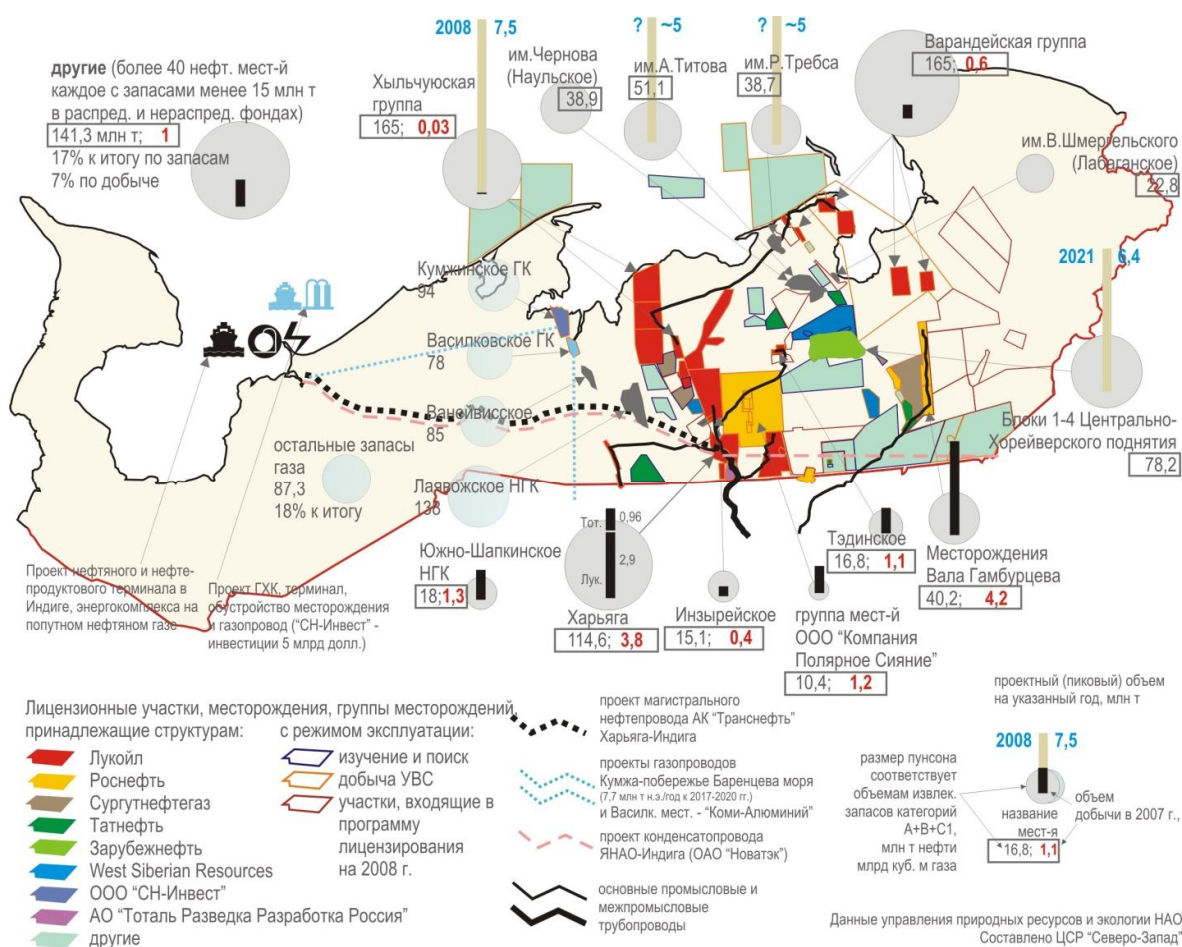 2008 7,5
? ~5
? ~5
другие (более 40 нефт. мест-й
каждое с запасами менее 15 млн т
в распред. и нераспред. фондах)
141,3 млн т; 1
17% к итогу по запасам
7% по добыче
Хыльчуюская
группа
165; 0,03
им.Чернова
(Наульское)
38,9
им.А.Титова
51,1
им.Р.Требса
38,7
Варандейская группа
165; 0,6
им.В.Шмергельского
(Лабаганское)
22,8
2021 6,4
Кумжинское ГК
94
Василковское ГК
78
Ванейвисское
85
Лаявожское НГК
138
остальные запасы
газа
87,3
18% к итогу
Блоки 1-4 Центрально-
Хорейверского поднятия
78,2
Проект нефтяного и нефте-
продуктового терминала в
Индиге, энергокомплекса на
попутном нефтяном газе
Проект ГХК, терминал,
обустройство месторождения
и газопровод ("СН-Инвест" -
инвестиции 5 млрд долл.)
Южно-Шапкинское
НГК
18; 1,3
Тот. 0,96
2,9
Лук.
Харьяга
114,6; 3,8
Инзырейское
15,1; 0,4
группа мест-й
ООО "Компания
Полярное Сияние"
10,4; 1,2
Тэдинское
16,8; 1,1
Месторождения
Вала Гамбурцева
40,2; 4,2
Лицензионные участки, месторождения, группы месторождений,
принадлежащие структурам:
Лукойл
Роснефть
Сургутнефтегаз
Татнефть
Зарубежнефть
West Siberian Resources
ООО "СН-Инвест"
АО "Тоталь Разведка Разработка Россия"
другие
с режимом эксплуатации:
изучение и поиск
добыча УВС
участки, входящие в
программу
лицензирования
на 2008 г.
проект магистрального
нефтепровода АК "Транснефть"
Харьяга-Индига
проекты газопроводов
Кумжа-побережье Баренцева моря
(7,7 млн т н.э./год к 2017-2020 гг.)
и Василк. мест. - "Коми-Алюминий"
проект конденсатопровода
ЯНАО-Индига (ОАО "Новатэк")
основные промысловые и
межпромысловые
трубопроводы
проектный (пиковый) объем
на указанный год, млн т
2008 7,5
размер пунсона
соответствует
объемам извлек.
запасов категорий
А+В+С1,
млн т нефти
млрд куб. м газа
объем
добычи в 2007 г.,
название
мест-я
16,8; 1,1
Данные управления природных ресурсов и экологии НАО
Составлено ЦСР "Северо-Запад"